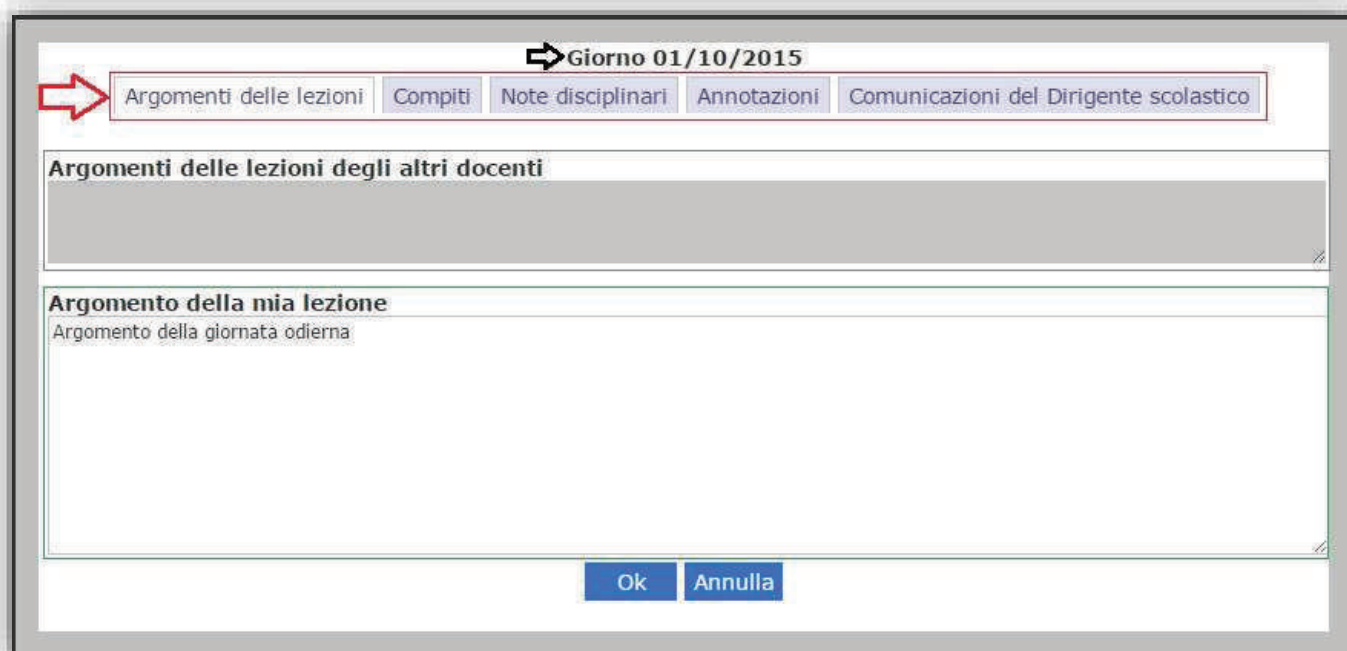 Giorno 01/10/2015
Argomenti delle lezioni Compiti Note disciplinari Annotazioni Comunicazioni del Dirigente scolastico
Argomenti delle lezioni degli altri docenti
Argomento della mia lezione
Argomento della giornata odierna
Ok Annulla